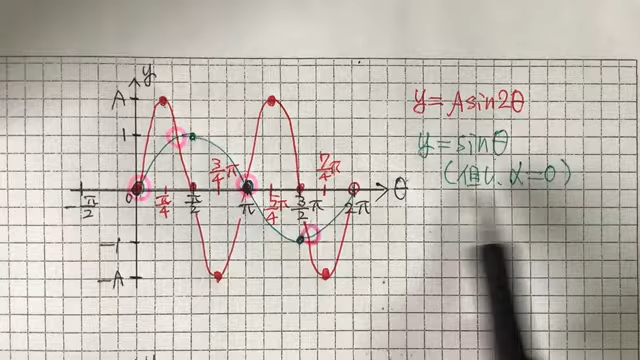 y
A
y=Asin2θ
1
y=sinθ
3/4π 7/4π
(但し、α=0)
-π/2 0 π/4 π/2 π 5/4π 3/2π 2π θ
-1
-A